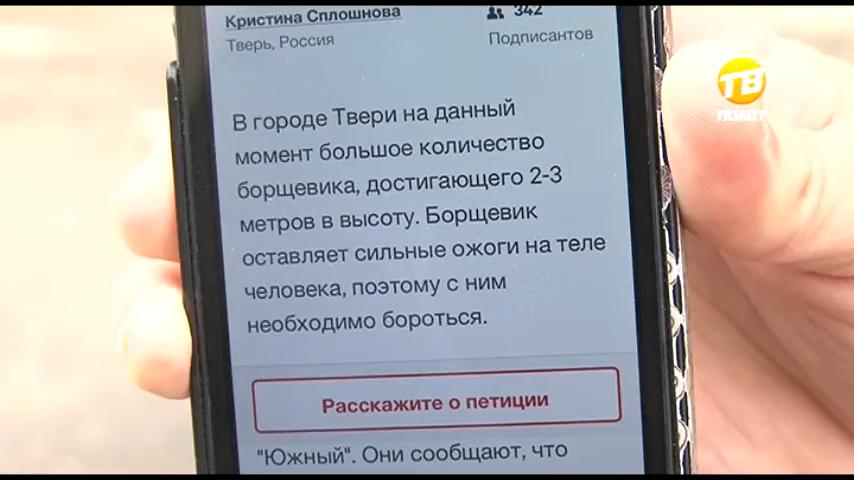 Кристина Сплошнова
342
Тверь, Россия
Подписантов
ТВ
ПИЛОТ
В городе Твери на данный
момент большое количество
борщевика, достигающего 2-3
метров в высоту. Борщевик
оставляет сильные ожоги на теле
человека, поэтому с ним
необходимо бороться.
Расскажите о петиции
"Южный". Они сообщают, что